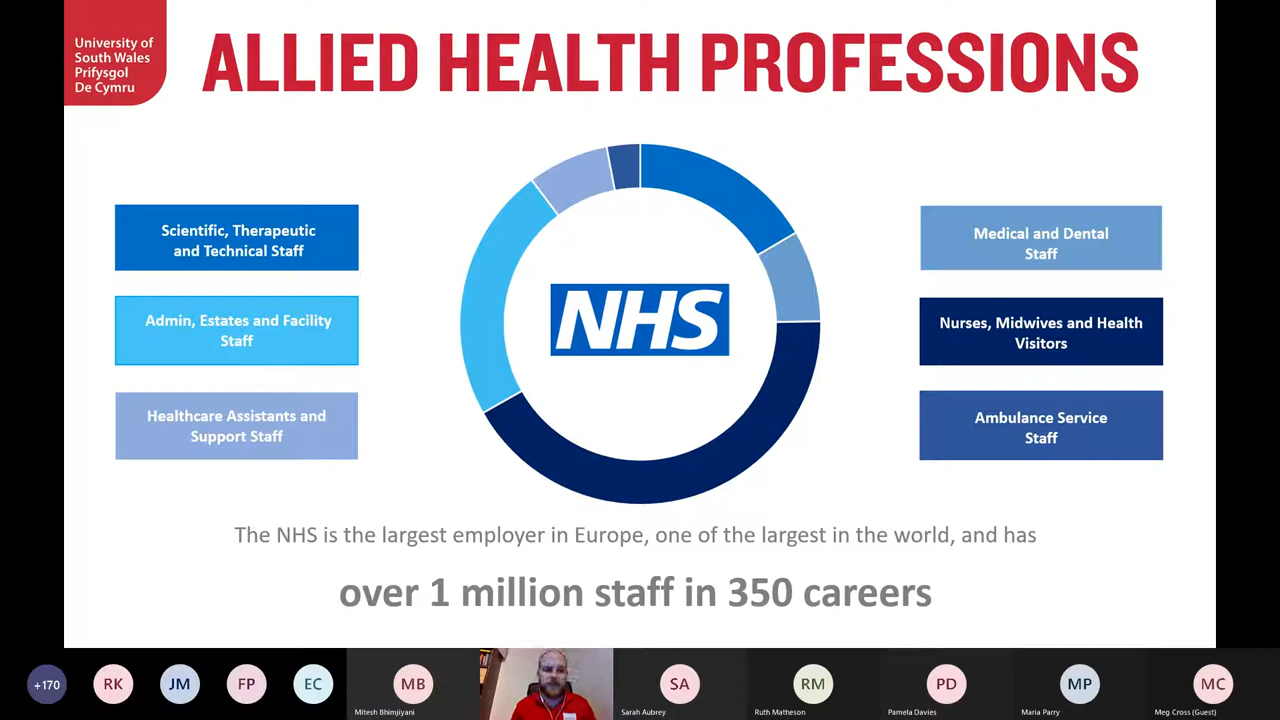 University of
South Wales
Prifysgol
De Cymru
ALLIED HEALTH PROFESSIONS
Scientific, Therapeutic
and Technical Staff
Admin, Estates and Facility
Staff
Healthcare Assistants and
Support Staff
NHS
Medical and Dental
Staff
Nurses, Midwives and Health
Visitors
Ambulance Service
Staff
The NHS is the largest employer in Europe, one of the largest in the world, and has
over 1 million staff in 350 careers
+170
RK
JM
FP
EC
MB
Mitesh Bhimjiyani
SA
Sarah Aubrey
RM
Ruth Matheson
PD
Pamela Davies
MP
Maria Parry
MC
Meg Cross (Guest)